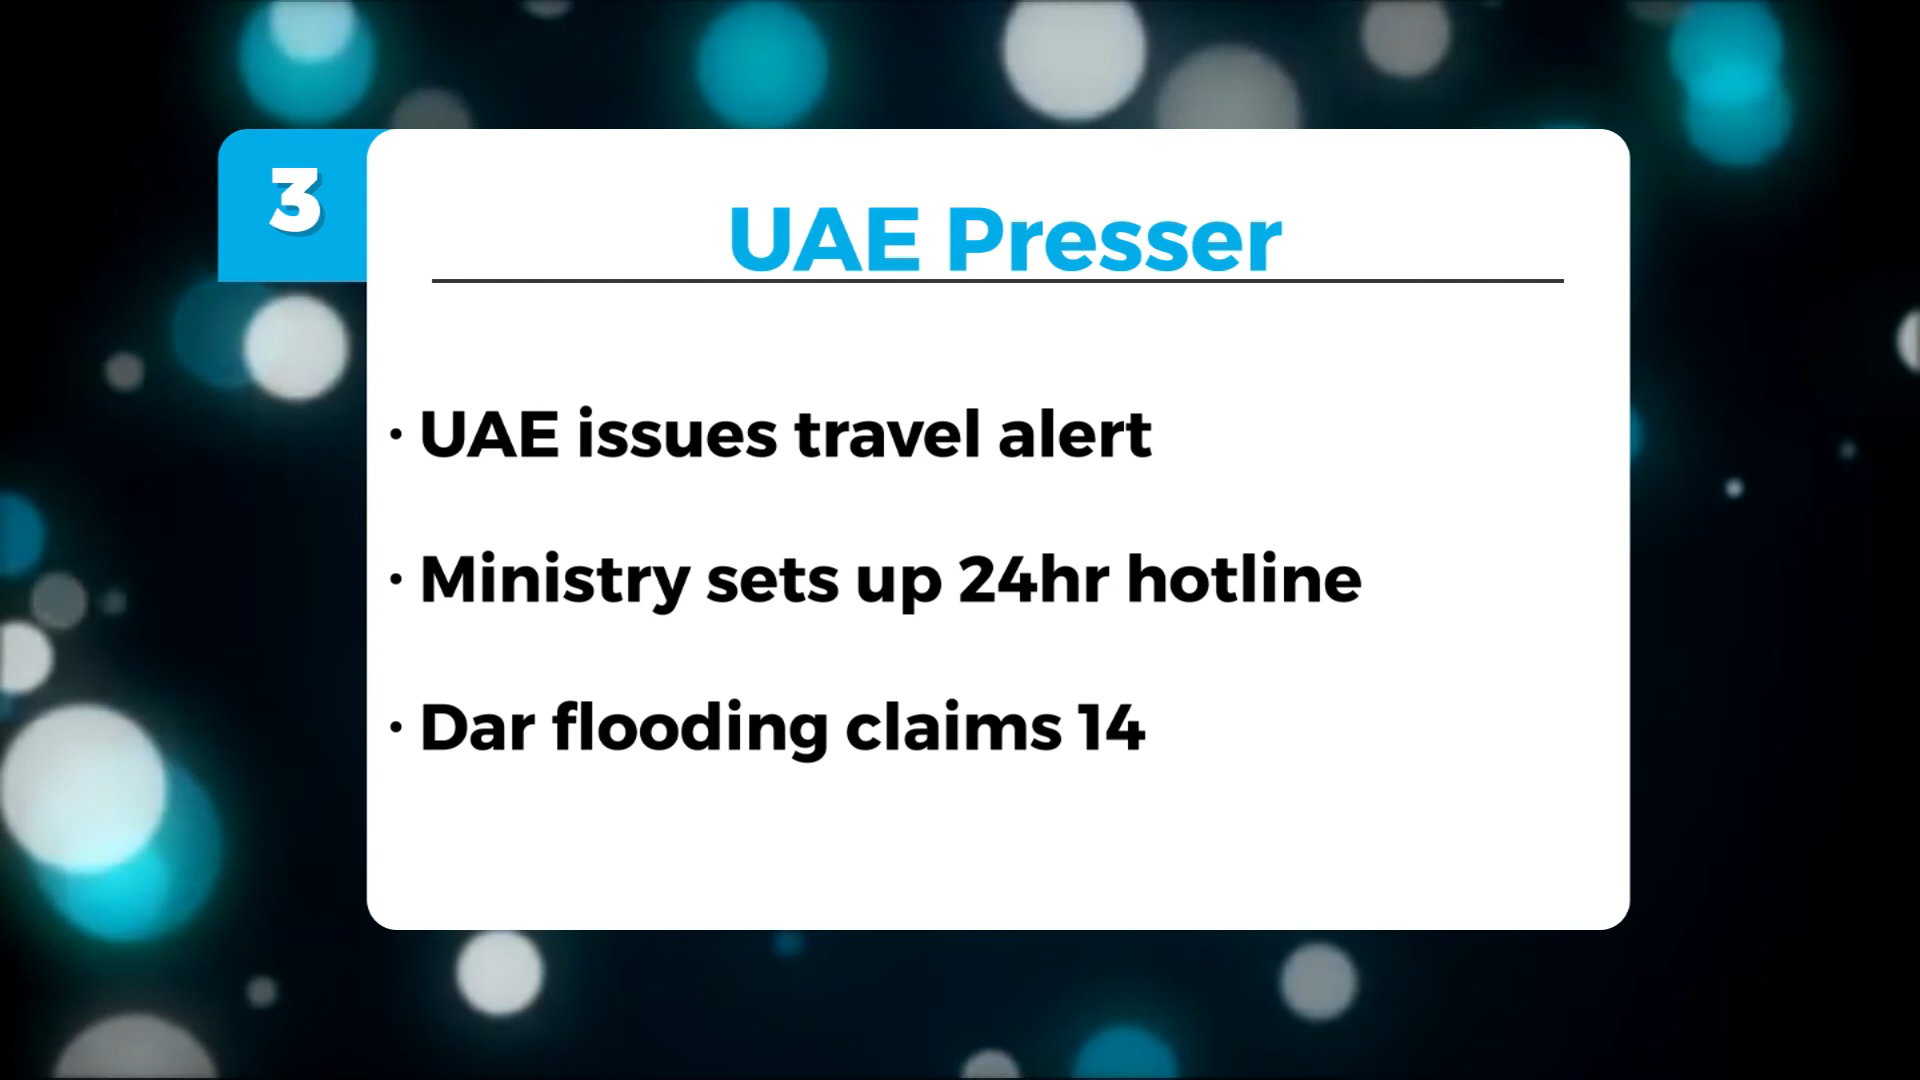 3
UAE Presser
· UAE issues travel alert
· Ministry sets up 24hr hotline
· Dar flooding claims 14